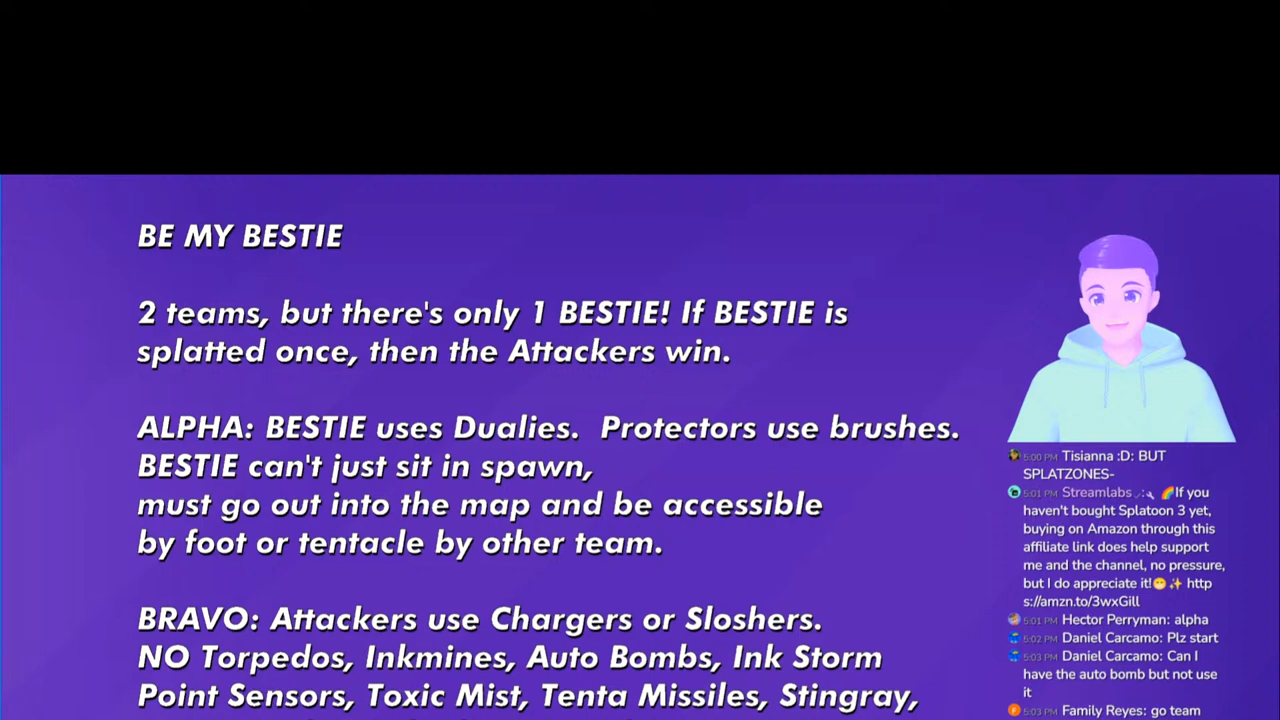 BE MY BESTIE
2 teams, but there's only 1 BESTIE! If BESTIE is
splatted once, then the Attackers win.
ALPHA: BESTIE uses Dualies. Protectors use brushes.
BESTIE can't just sit in spawn,
must go out into the map and be accessible
by foot or tentacle by other team.
BRAVO: Attackers use Chargers or Sloshers.
NO Torpedos, Inkmines, Auto Bombs, Ink Storm
Point Sensors, Toxic Mist, Tenta Missiles, Stingray,
5:00 PM Tisianna :D: BUT
SPLATZONES-
5:01 PM Streamlabs: 🌈If you
haven't bought Splatoon 3 yet,
buying on Amazon through this
affiliate link does help support
me and the channel, no pressure,
but I do appreciate it!😁✨ http
s://amzn.to/3wxGill
5:01 PM Hector Perryman: alpha
5:02 PM Daniel Carcamo: Plz start
5:03 PM Daniel Carcamo: Can I
have the auto bomb but not use
it
5:03 PM Family Reyes: go team